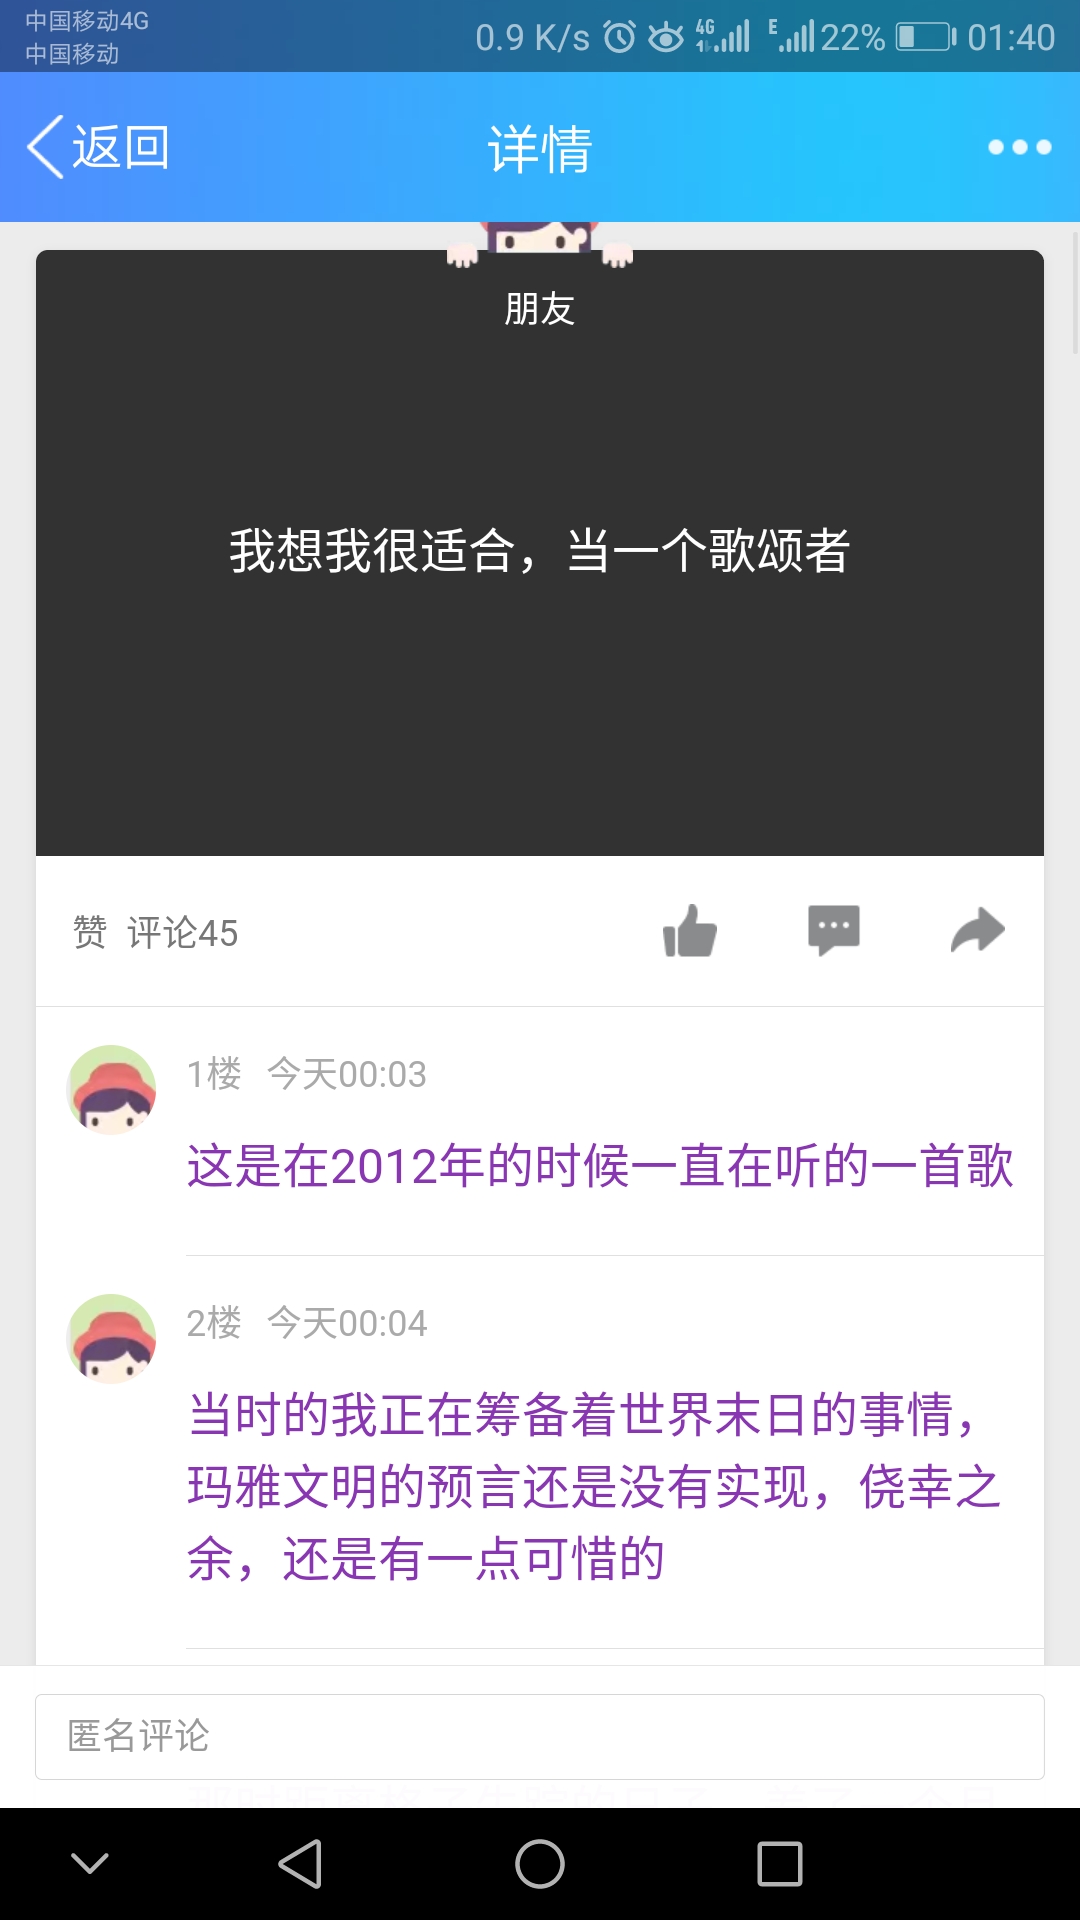 中国移动4G
中国移动
0.9 K/s 4G 1 E 22% 01:40
返回 详情
朋友
我想我很适合，当一个歌颂者
赞 评论45
1楼 今天00:03
这是在2012年的时候一直在听的一首歌
2楼 今天00:04
当时的我正在筹备着世界末日的事情，
玛雅文明的预言还是没有实现，侥幸之
余，还是有一点可惜的
匿名评论